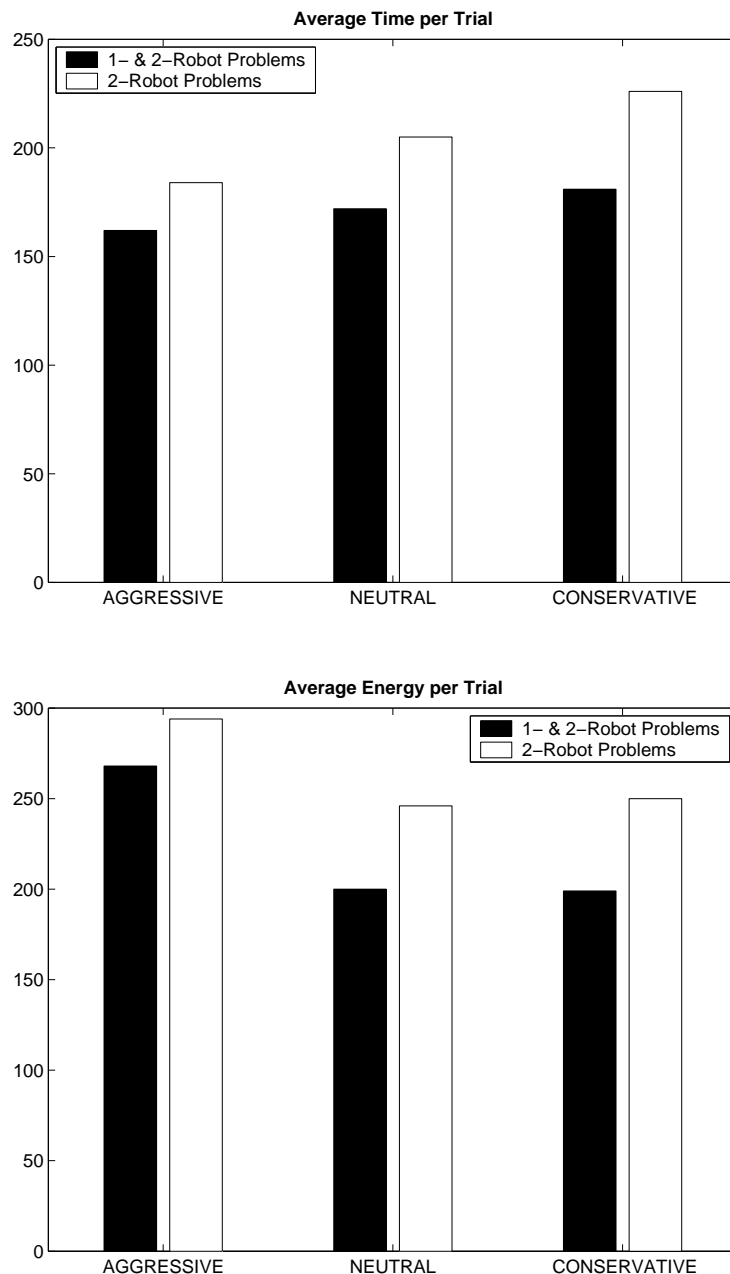 Average Time per Trial
250
200
150
100
50
0
1− & 2−Robot Problems
2−Robot Problems
AGGRESSIVE NEUTRAL CONSERVATIVE
Average Energy per Trial
300
250
200
150
100
50
0
1− & 2−Robot Problems
2−Robot Problems
AGGRESSIVE NEUTRAL CONSERVATIVE